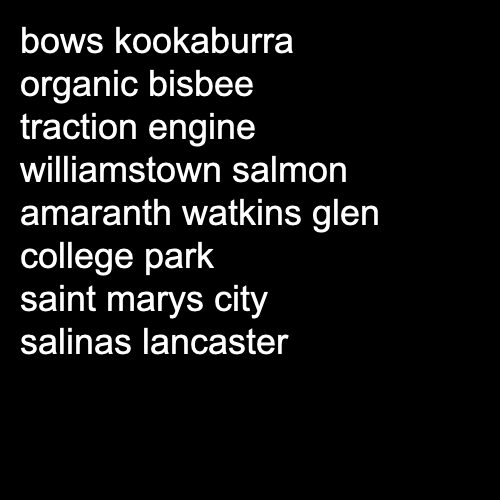 bows kookaburra
organic bisbee
traction engine
williamstown salmon
amaranth watkins glen
college park
saint marys city
salinas lancaster